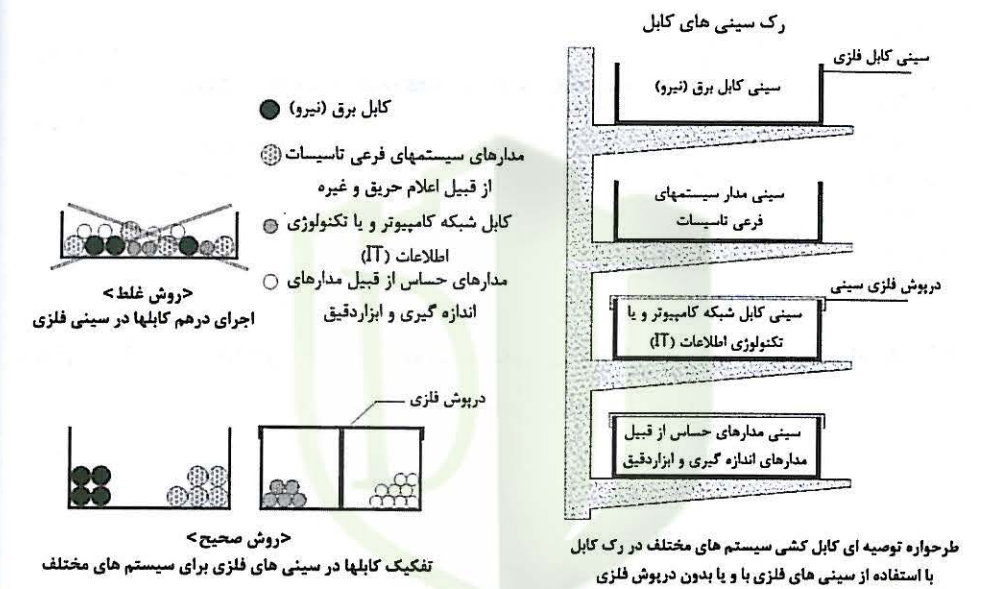 رک سینی های کابل
سینی کابل فلزی
سینی کابل برق (نیرو)
سینی مدار سیستمهای
فرعی تاسیسات
درپوش فلزی سینی
سینی کابل شبکه کامپیوتر و یا
تکنولوژی اطلاعات (IT)
سینی مدارهای حساس از قبیل
مدارهای اندازه گیری و ابزاردقیق
طرحواره توصیه ای کابل کشی سیستم های مختلف در رک کابل
با استفاده از سینی های فلزی با و یا بدون درپوش فلزی
کابل برق (نیرو)
مدارهای سیستمهای فرعی تاسیسات
از قبیل اعلام حریق و غیره
کابل شبکه کامپیوتر و یا تکنولوژی
اطلاعات (IT)
مدارهای حساس از قبیل مدارهای
اندازه گیری و ابزاردقیق
<روش غلط>
اجرای درهم کابلها در سینی فلزی
درپوش فلزی
<روش صحیح>
تفکیک کابلها در سینی های فلزی برای سیستم های مختلف